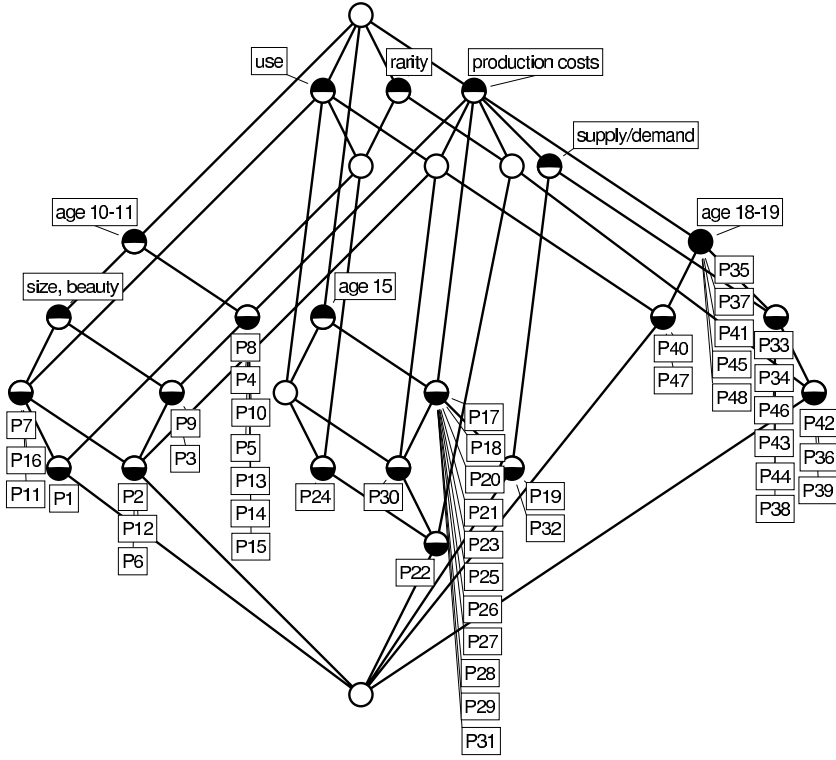 use
rarity
production costs
supply/demand
age 10-11
age 18-19
size, beauty
age 15
P35
P37
P41
P45
P48
P8
P4
P10
P5
P13
P14
P15
P40
P47
P33
P34
P46
P43
P44
P38
P7
P16
P11
P9
P3
P17
P18
P20
P21
P23
P25
P26
P27
P28
P29
P31
P42
P36
P39
P1
P2
P12
P6
P24
P30
P19
P32
P22